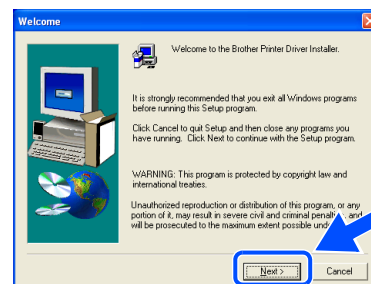 Welcome
Welcome to the Brother Printer Driver Installer.
It is strongly recommended that you exit all Windows programs
before running this Setup program.
Click Cancel to quit Setup and then close any programs you
have running. Click Next to continue with the Setup program.
WARNING: This program is protected by copyright law and
international treaties.
Unauthorized reproduction or distribution of this program, or any
portion of it, may result in severe civil and criminal and
will be prosecuted to the maximum extent possible
Next >
Cancel